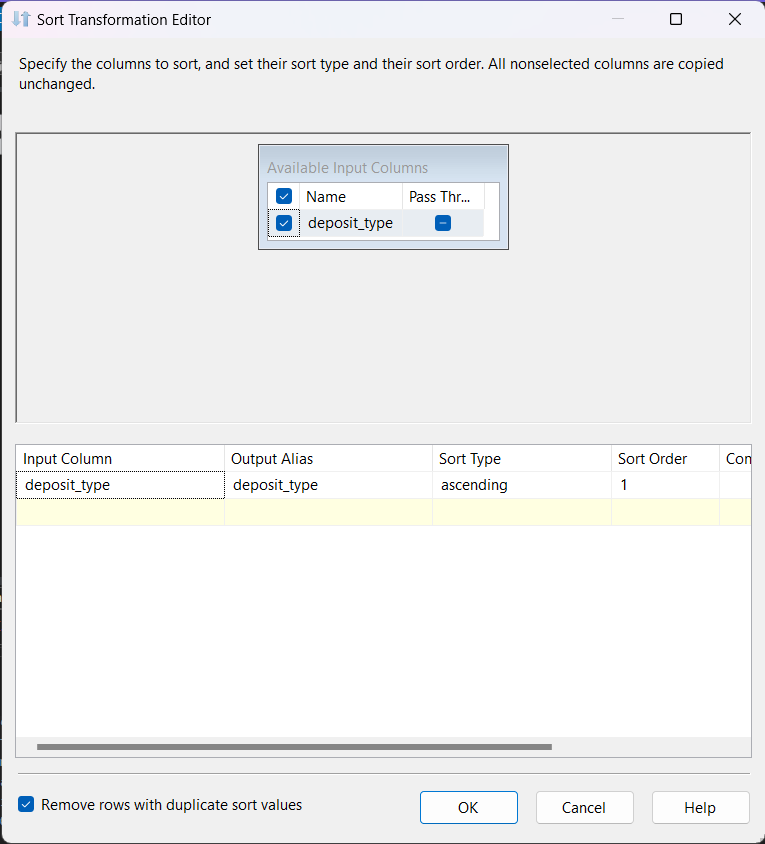 Sort Transformation Editor
Specify the columns to sort, and set their sort type and their sort order. All nonselected columns are copied
unchanged.
Available Input Columns
Name Pass Thr...
deposit_type
Input Column Output Alias Sort Type Sort Order Con
deposit_type deposit_type ascending 1
Remove rows with duplicate sort values OK Cancel Help